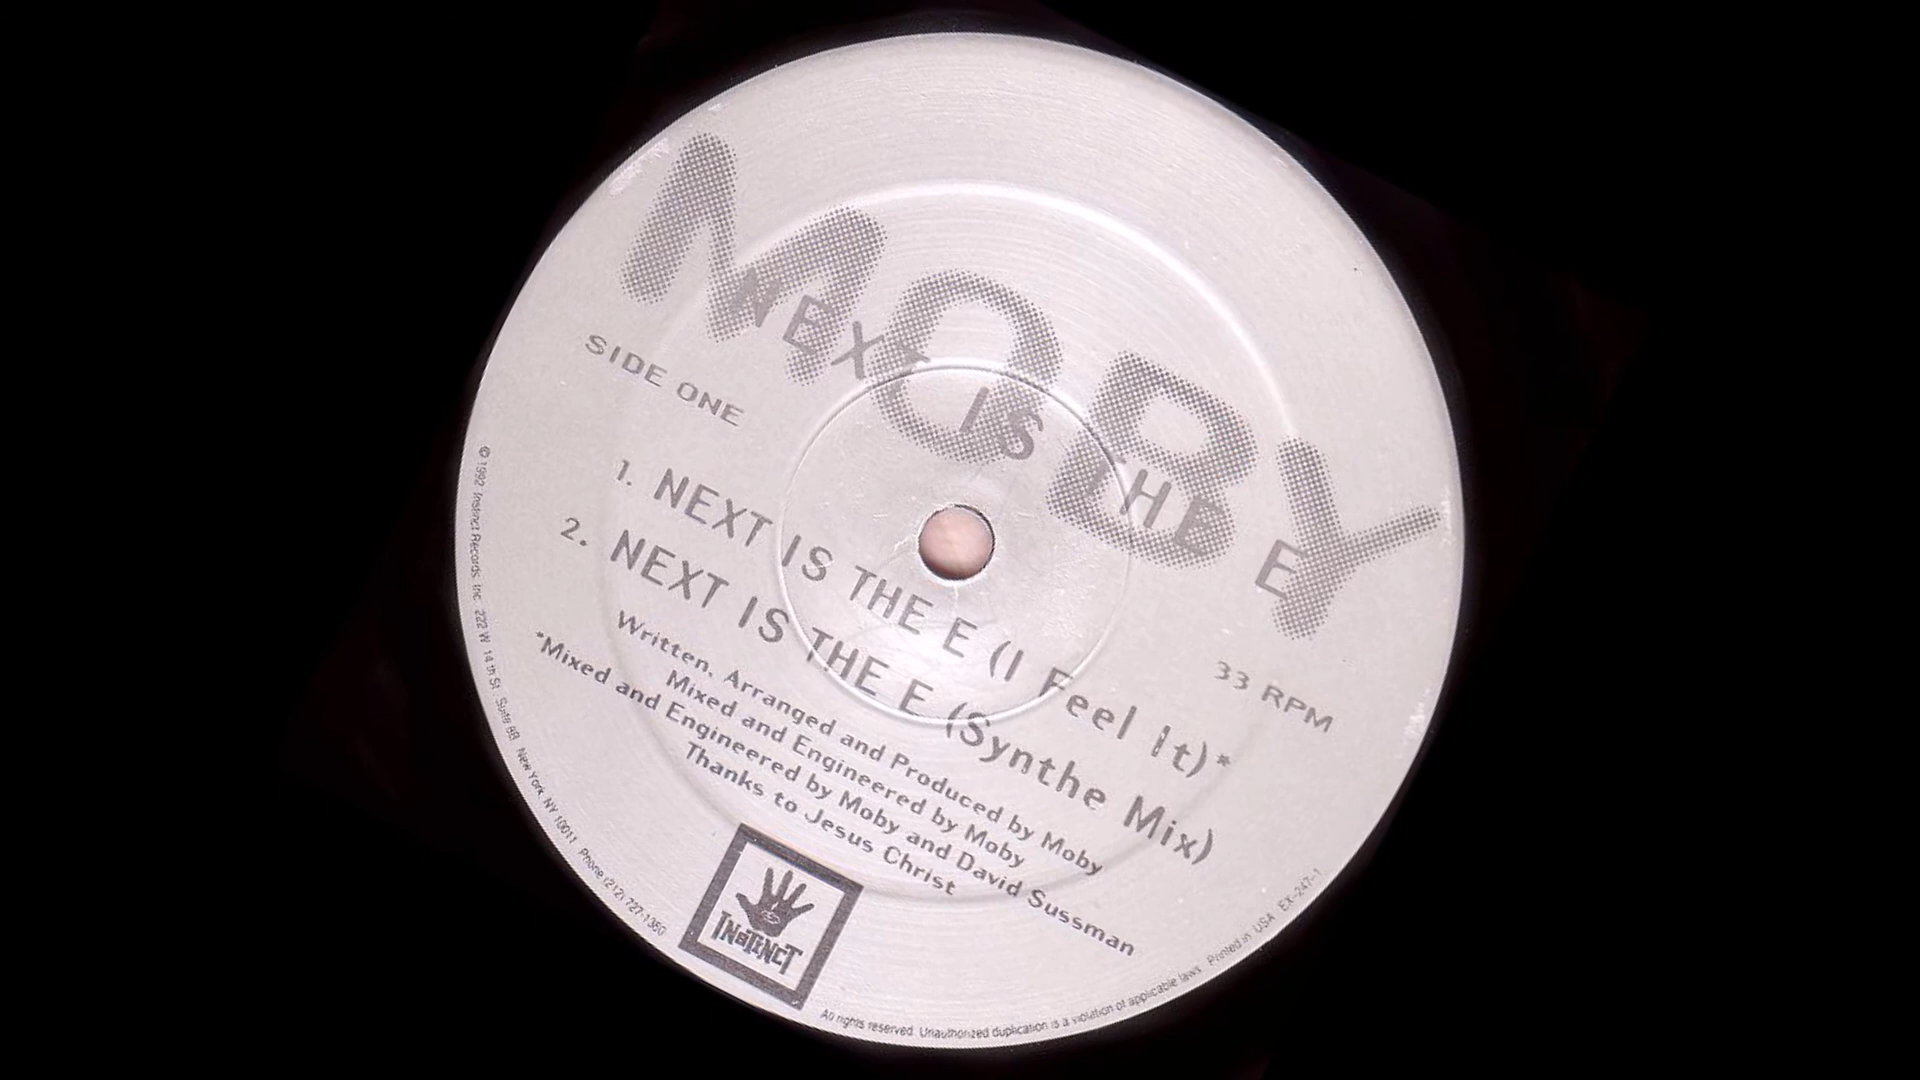 MOBY
NEXT IS THE E
SIDE ONE
33 RPM
1. NEXT IS THE E (I Feel It)*
2. NEXT IS THE E (Synthe Mix)
Written, Arranged and Produced by Moby
Mixed and Engineered by Moby
*Mixed and Engineered by Moby and David Sussman
Thanks to Jesus Christ
INSTINCT
© 1992 Instinct Records, Inc. 222 W 14 th St. Suite 8B New York, NY 10011 Phone (212) 727-1360
All rights reserved. Unauthorized duplication is a violation of applicable laws Printed in USA EX-247-1